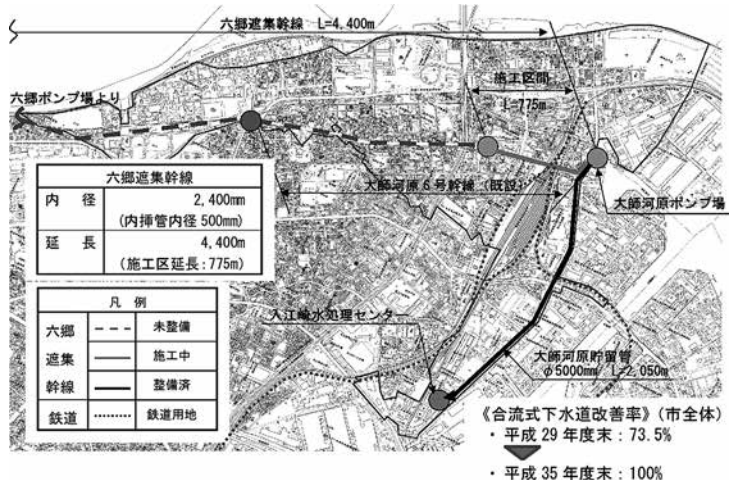 六郷遮集幹線 L=4,400m
施工区間
L=775m
六郷ポンプ場より
大師河原6号幹線(既設)
大師河原ポンプ場
六郷遮集幹線
内 径 2,400mm
(内挿管内径 500mm)
延 長 4,400m
(施工区延長:775m)
凡 例
六郷 未整備
遮集 施工中
幹線 整備済
鉄道 鉄道用地
入江崎水処理センター
大師河原貯留管
φ5000mm L=2,050m
《合流式下水道改善率》(市全体)
・ 平成 29 年度末:73.5%
・ 平成 35 年度末:100%